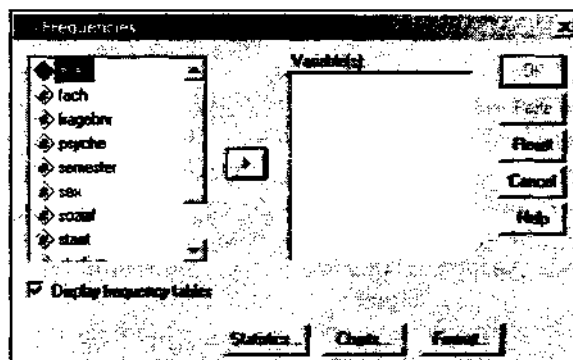 Frequencies
Variable(s):
fach
fragebnr
psyche
semester
sex
sozial
staat
OK
Paste
Reset
Cancel
Help
Display frequency tables
Statistics...
Charts...
Format...